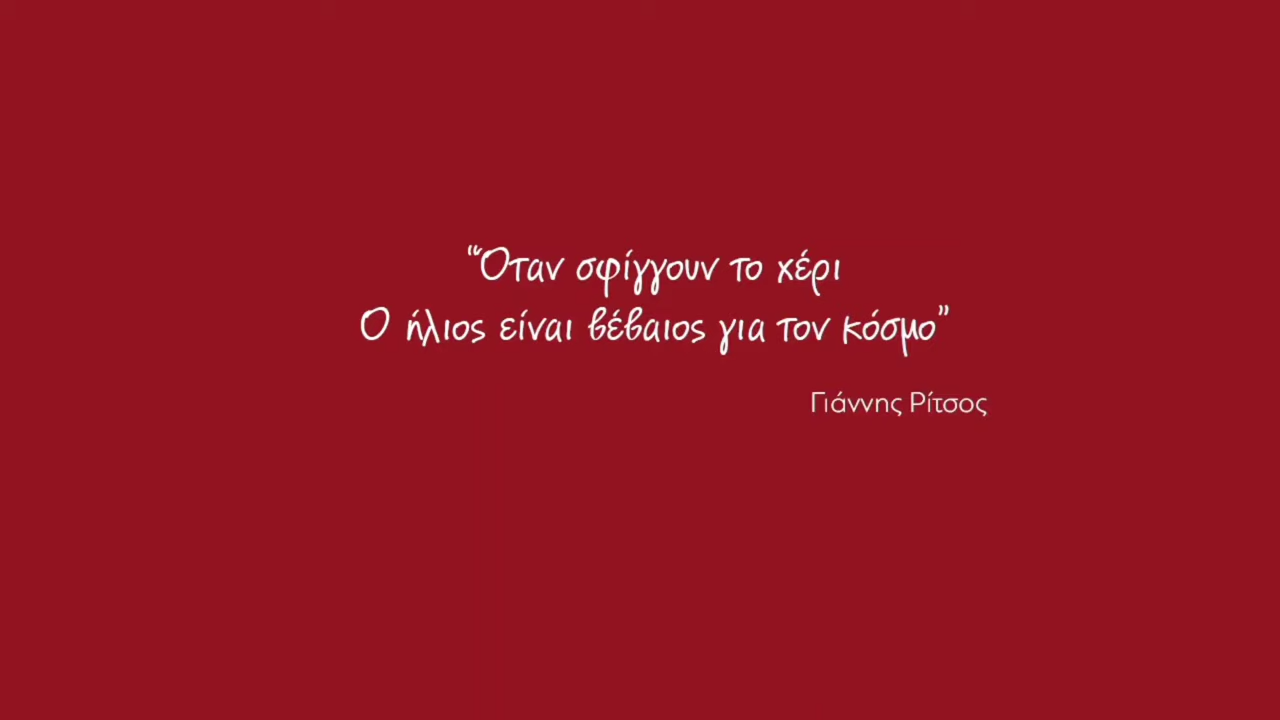 “Όταν σφίγγουν το χέρι
Ο ήλιος είναι βέβαιος για τον κόσμο”
Γιάννης Ρίτσος